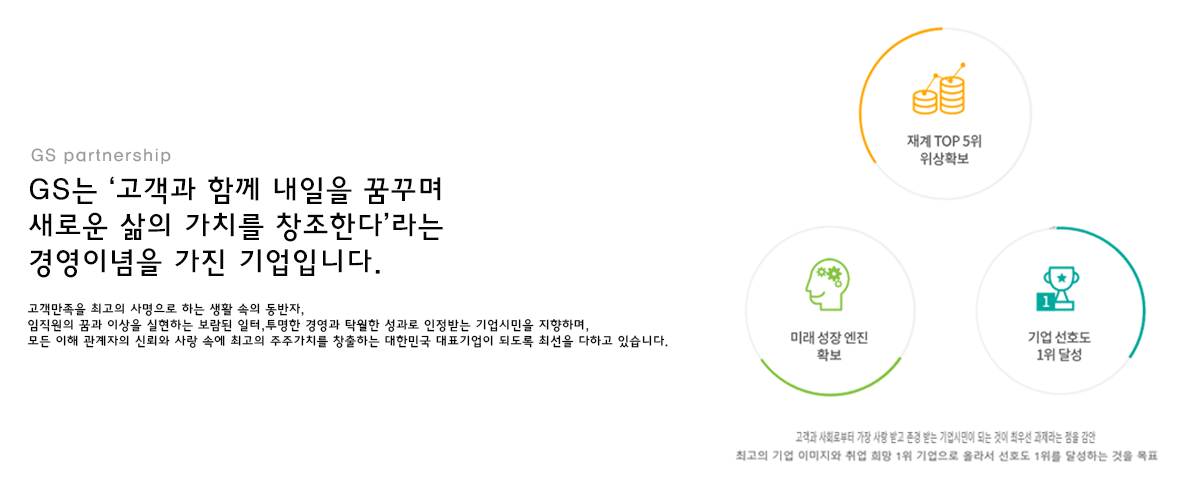 GS partnership
GS는 ‘고객과 함께 내일을 꿈꾸며
새로운 삶의 가치를 창조한다’라는
경영이념을 가진 기업입니다.
고객만족을 최고의 사명으로 하는 생활 속의 동반자,
임직원의 꿈과 이상을 실현하는 보람된 일터,투명한 경영과 탁월한 성과로 인정받는 기업시민을 지향하며,
모든 이해 관계자의 신뢰와 사랑 속에 최고의 주주가치를 창출하는 대한민국 대표기업이 되도록 최선을 다하고 있습니다.
재계 TOP 5위
위상확보
미래 성장 엔진
확보
1
기업 선호도
1위 달성
고객과 사회로부터 가장 사랑 받고 존경 받는 기업시민이 되는 것이 최우선 과제라는 점을 감안
최고의 기업 이미지와 취업 희망 1위 기업으로 올라서 선호도 1위를 달성하는 것을 목표